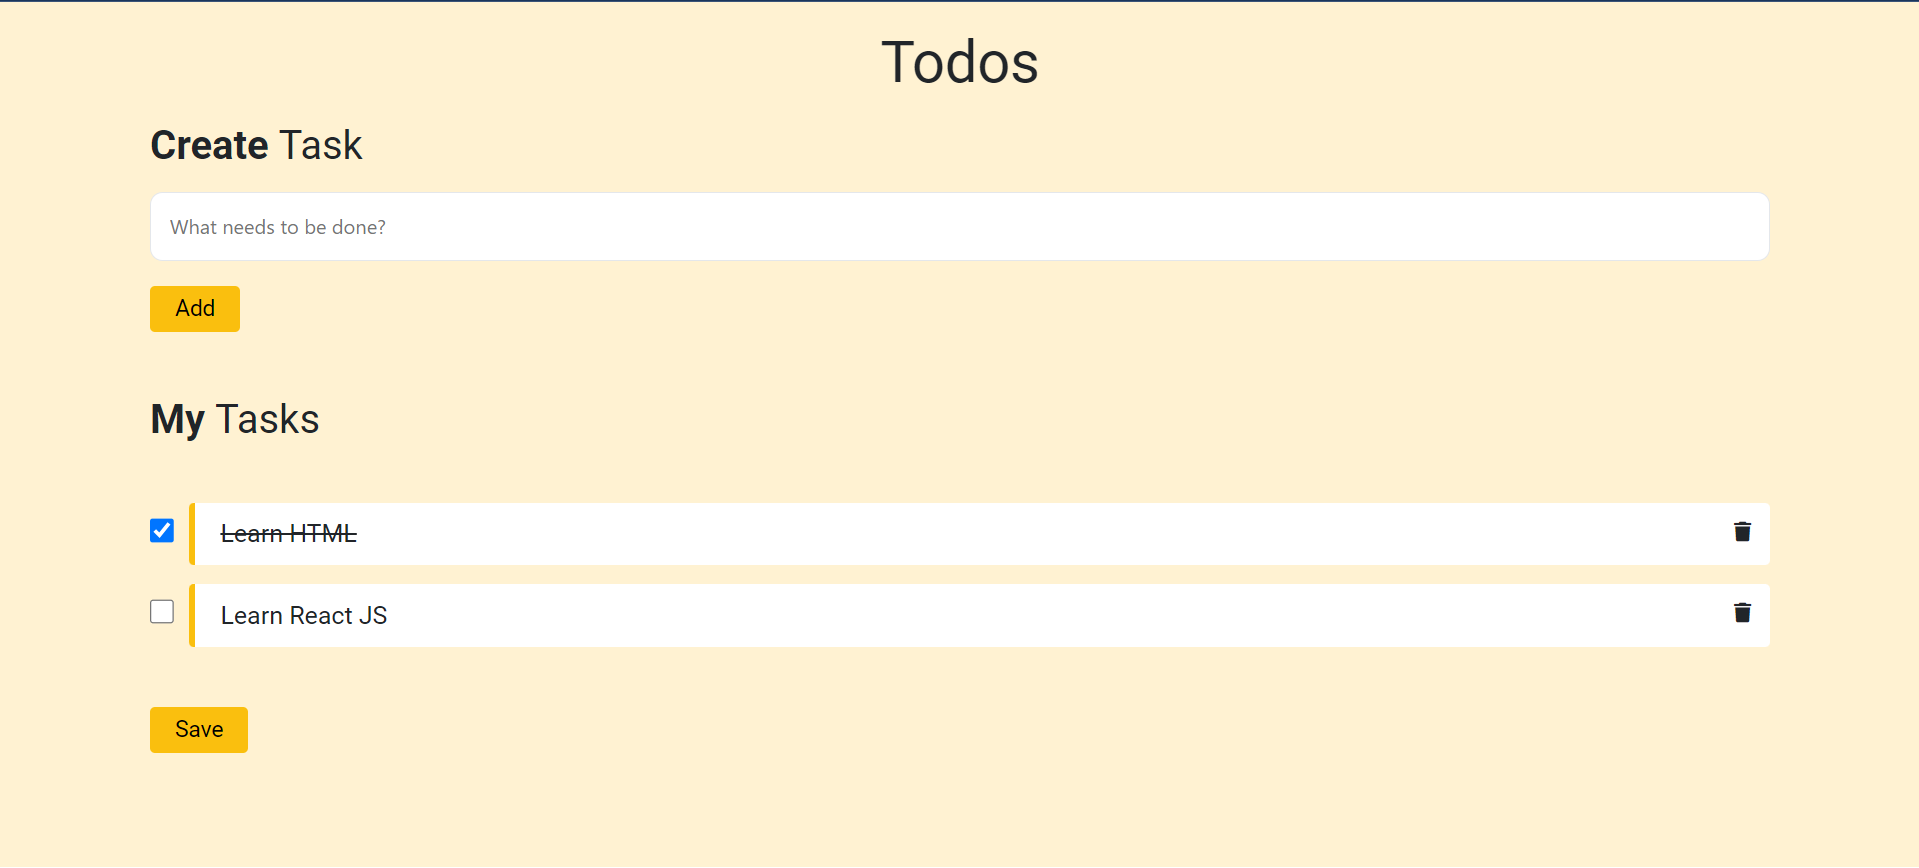 Todos
Create Task
What needs to be done?
Add
My Tasks
Learn HTML
Learn React JS
Save